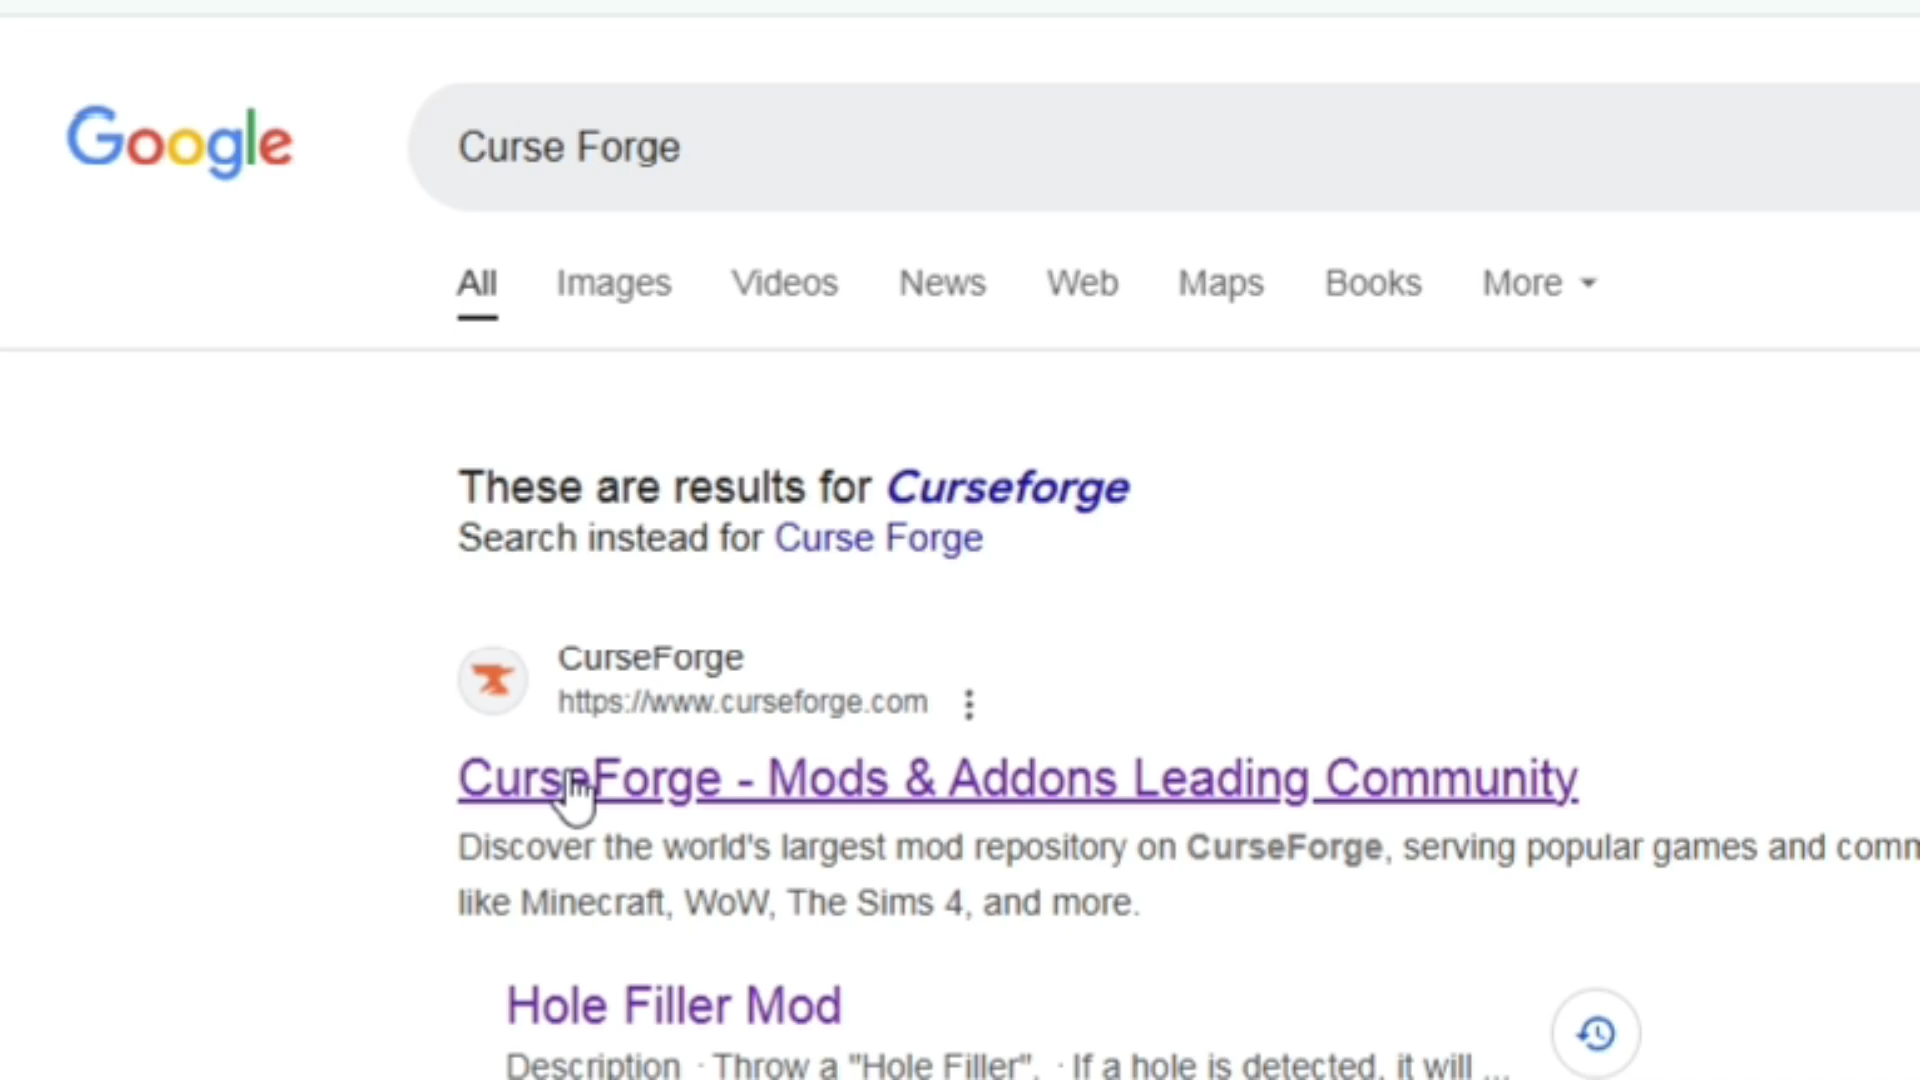 Google
Curse Forge
All Images Videos News Web Maps Books More
These are results for Curseforge
Search instead for Curse Forge
CurseForge
https://www.curseforge.com
CurseForge - Mods & Addons Leading Community
Discover the world's largest mod repository on CurseForge, serving popular games and comm
like Minecraft, WoW, The Sims 4, and more.
Hole Filler Mod
Description · Throw a "Hole Filler". · If a hole is detected, it will ...